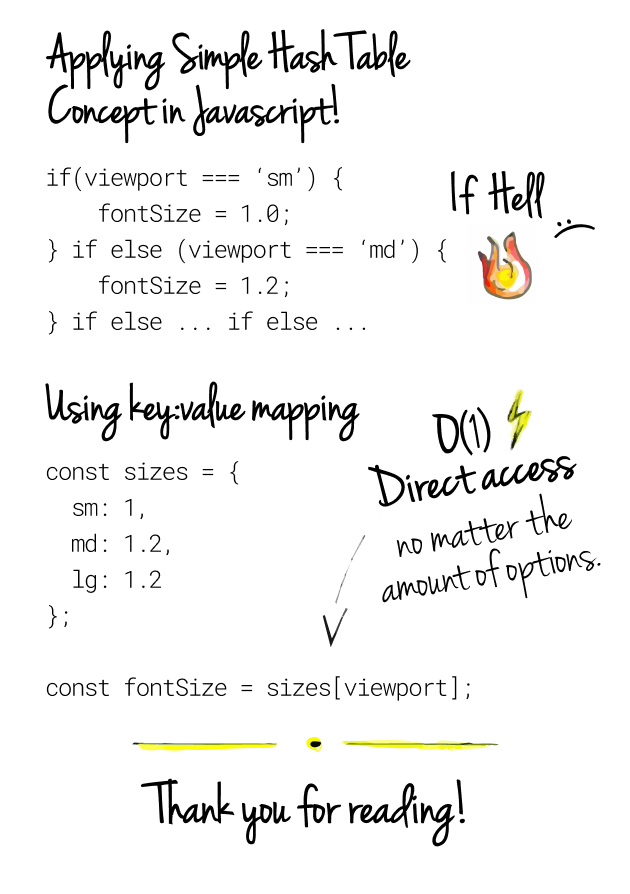 Applying Simple Hash Table
Concept in Javascript!
if(viewport === ‘sm’) {
    fontSize = 1.0;
} if else (viewport === ‘md’) {
    fontSize = 1.2;
} if else ... if else ...
If Hell :(
Using key:value mapping
const sizes = {
  sm: 1,
  md: 1.2,
  lg: 1.2
};
O(1)
Direct access
no matter the
amount of options.
const fontSize = sizes[viewport];
Thank you for reading!